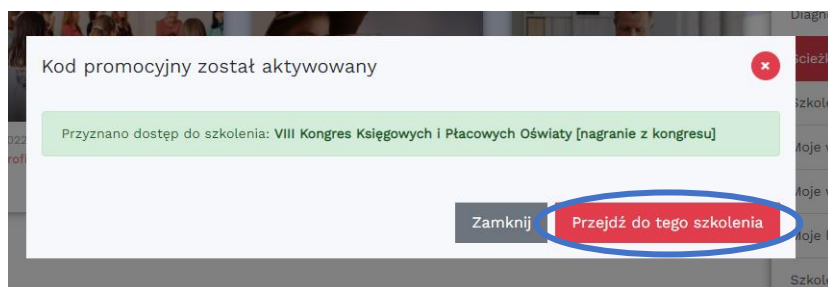 Kod promocyjny został aktywowany
Przyznano dostęp do szkolenia: VIII Kongres Księgowych i Płacowych Oświaty [nagranie z kongresu]
Zamknij
Przejdź do tego szkolenia